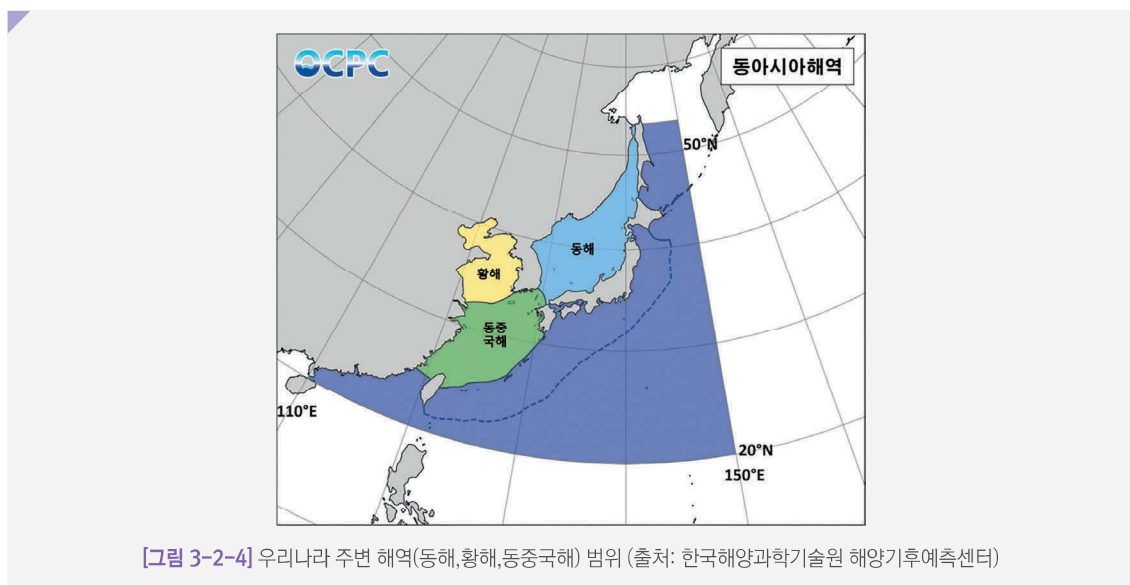 OCPC
동아시아해역
50°N
동해
황해
동중
국해
110°E
20°N
150°E
[그림 3-2-4] 우리나라 주변 해역(동해,황해,동중국해) 범위 (출처: 한국해양과학기술원 해양기후예측센터)